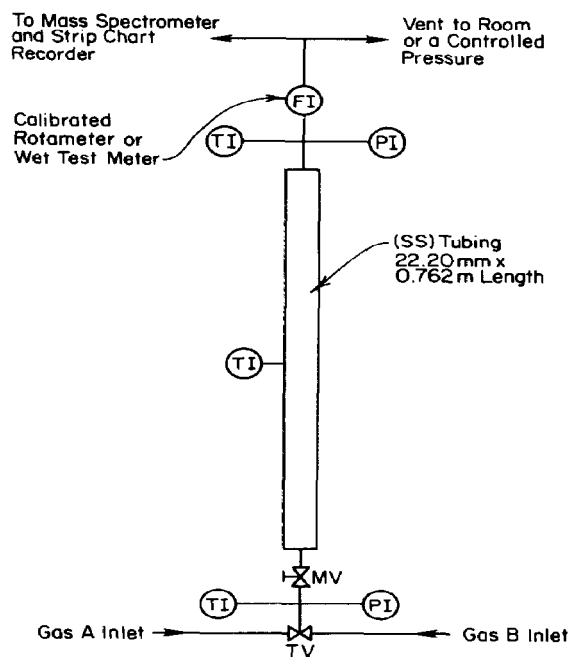 To Mass Spectrometer
and Strip Chart
Recorder
Vent to Room
or a Controlled
Pressure
FI
Calibrated
Rotameter or
Wet Test Meter
TI
PI
(SS) Tubing
22.20 mm x
0.762 m Length
TI
MV
TI
PI
Gas A Inlet
Gas B Inlet
TV